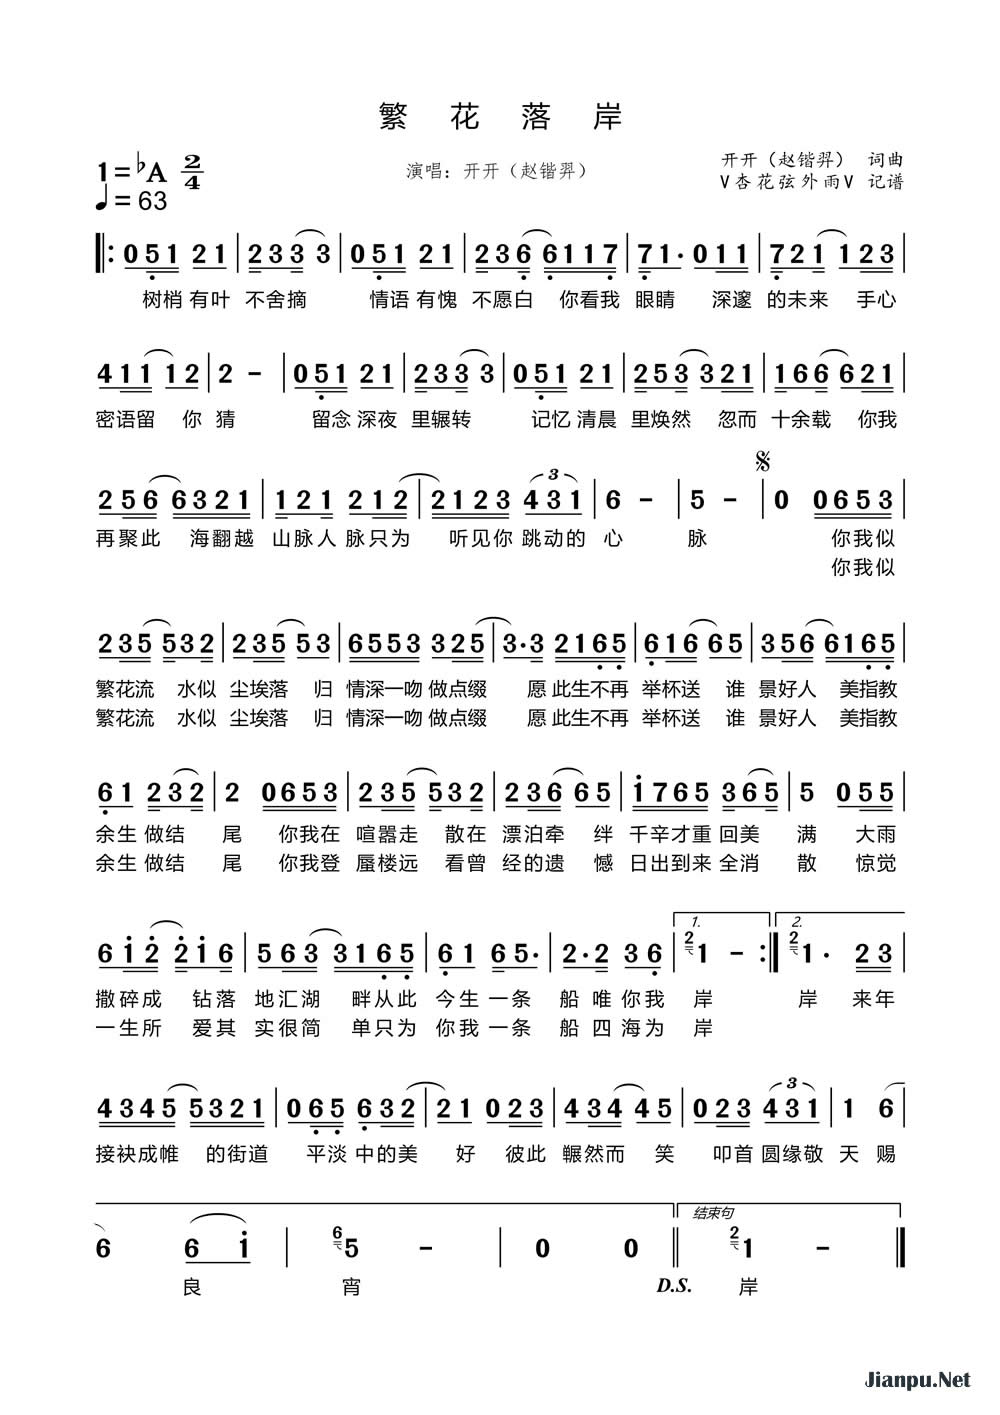 繁花落岸
1=♭A 2/4
♩=63
演唱：开开（赵锴羿）
开开（赵锴羿） 词曲
V杏花弦外雨V 记谱
0 5 1 2 1 | 2 3 3 3 | 0 5 1 2 1 | 2 3 6 6 1 1 7 | 7 1· 0 1 1 | 7 2 1 1 2 3 |
树梢 有叶 不舍摘 情语 有愧 不愿白 你看我 眼睛 深邃 的未来 手心
4 1 1 1 2 | 2 - | 0 5 1 2 1 | 2 3 3 3 | 0 5 1 2 1 | 2 5 3 3 2 1 | 1 6 6 6 2 1 |
密语留 你 猜 留念 深夜 里辗转 记忆 清晨 里焕然 忽而 十余载 你我
2 5 6 6 3 2 1 | 1 2 1 2 1 2 | 2 1 2 3 4 3 1 | 6 - | 5 - | 0 0 6 5 3 |
3
再聚此 海翻越 山脉人 脉只为 听见你 跳动的 心 脉 你我似
你我似
2 3 5 5 3 2 | 2 3 5 5 3 | 6 5 5 3 3 2 5 | 3·3 2 1 6 5 | 6 1 6 6 5 | 3 5 6 6 1 6 5 |
繁花流 水似 尘埃落 归 情深一吻 做点缀 愿 此生不再 举杯送 谁 景好人 美指教
繁花流 水似 尘埃落 归 情深一吻 做点缀 愿 此生不再 举杯送 谁 景好人 美指教
6 1 2 3 2 | 2 0 6 5 3 | 2 3 5 5 3 2 | 2 3 6 6 5 | 1 7 6 5 3 6 5 | 5 0 5 5 |
余生 做结 尾 你我在 喧嚣走 散在 漂泊牵 绊 千辛才重 回美 满 大雨
余生 做结 尾 你我登 蜃楼远 看曾 经的遗 憾 日出到来 全消 散 惊觉
1. 2.
6 1 2 2 1 6 | 5 6 3 3 1 6 5 | 6 1 6 5· | 2·2 3 6 | 2 1 - :| 2 1· 2 3 |
撒碎成 钻落 地汇湖 畔从此 今生 一条 船 唯你我 岸 岸 来年
一生所 爱其 实很简 单只为 你我 一条 船 四海为 岸
4 3 4 5 5 3 2 1 | 0 6 5 6 3 2 | 2 1 0 2 3 | 4 3 4 4 5 | 0 2 3 4 3 1 | 1 6
3
接袂成帷 的街道 平淡 中的美 好 彼此 冁然而 笑 叩首 圆缘敬 天 赐
结束句
6 6 1 | 6 5 - | 0 0 || 2 1 - |
良 宵 D.S. 岸
Jianpu.Net